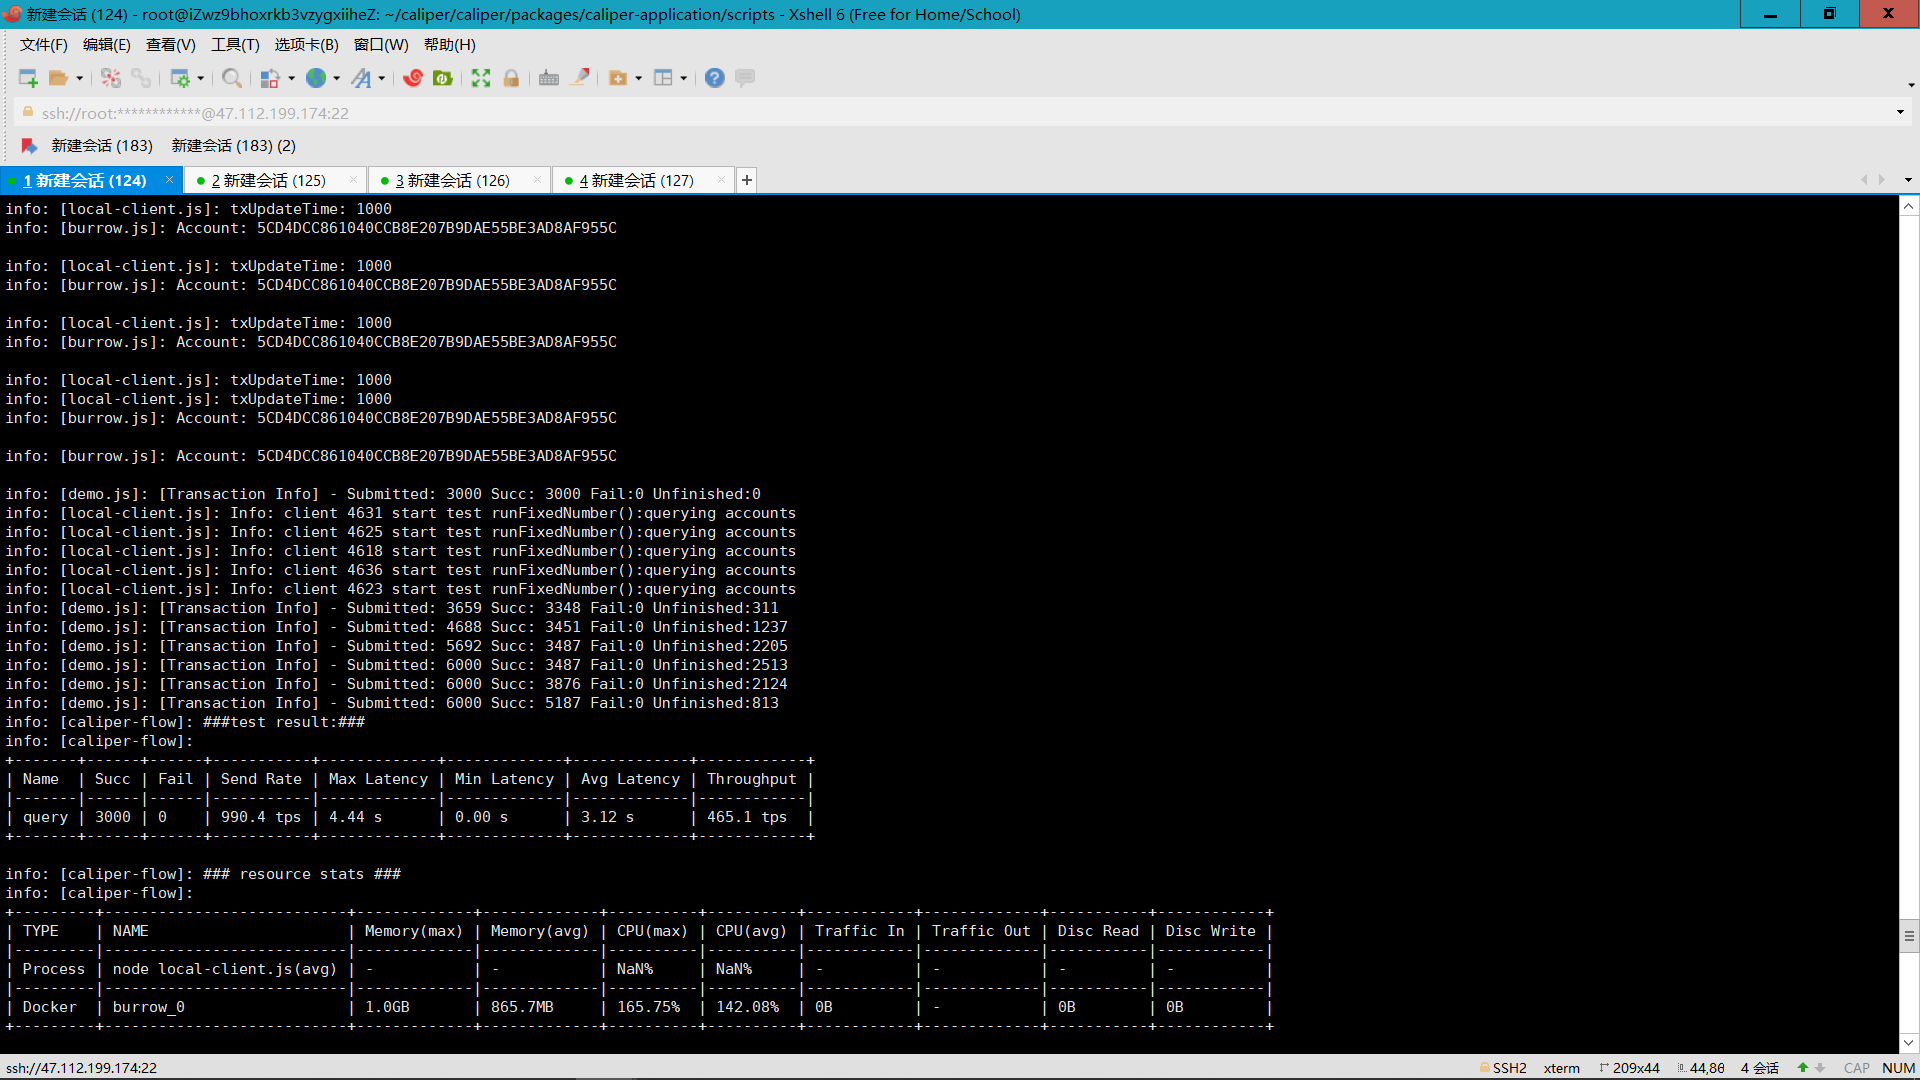 新建会话 (124) - root@iZwz9bhoxrkb3vzygxiiheZ: ~/caliper/caliper/packages/caliper-application/scripts - Xshell 6 (Free for Home/School)
文件(F) 编辑(E) 查看(V) 工具(T) 选项卡(B) 窗口(W) 帮助(H)
ssh://root:************@47.112.199.174:22
新建会话 (183) 新建会话 (183) (2)
1 新建会话 (124) × 2 新建会话 (125) × 3 新建会话 (126) × 4 新建会话 (127) × +
info: [local-client.js]: txUpdateTime: 1000
info: [burrow.js]: Account: 5CD4DCC861040CCB8E207B9DAE55BE3AD8AF955C
info: [local-client.js]: txUpdateTime: 1000
info: [burrow.js]: Account: 5CD4DCC861040CCB8E207B9DAE55BE3AD8AF955C
info: [local-client.js]: txUpdateTime: 1000
info: [burrow.js]: Account: 5CD4DCC861040CCB8E207B9DAE55BE3AD8AF955C
info: [local-client.js]: txUpdateTime: 1000
info: [local-client.js]: txUpdateTime: 1000
info: [burrow.js]: Account: 5CD4DCC861040CCB8E207B9DAE55BE3AD8AF955C
info: [burrow.js]: Account: 5CD4DCC861040CCB8E207B9DAE55BE3AD8AF955C
info: [demo.js]: [Transaction Info] - Submitted: 3000 Succ: 3000 Fail:0 Unfinished:0
info: [local-client.js]: Info: client 4631 start test runFixedNumber():querying accounts
info: [local-client.js]: Info: client 4625 start test runFixedNumber():querying accounts
info: [local-client.js]: Info: client 4618 start test runFixedNumber():querying accounts
info: [local-client.js]: Info: client 4636 start test runFixedNumber():querying accounts
info: [local-client.js]: Info: client 4623 start test runFixedNumber():querying accounts
info: [demo.js]: [Transaction Info] - Submitted: 3659 Succ: 3348 Fail:0 Unfinished:311
info: [demo.js]: [Transaction Info] - Submitted: 4688 Succ: 3451 Fail:0 Unfinished:1237
info: [demo.js]: [Transaction Info] - Submitted: 5692 Succ: 3487 Fail:0 Unfinished:2205
info: [demo.js]: [Transaction Info] - Submitted: 6000 Succ: 3487 Fail:0 Unfinished:2513
info: [demo.js]: [Transaction Info] - Submitted: 6000 Succ: 3876 Fail:0 Unfinished:2124
info: [demo.js]: [Transaction Info] - Submitted: 6000 Succ: 5187 Fail:0 Unfinished:813
info: [caliper-flow]: ###test result:###
info: [caliper-flow]:
+-------+------+------+-----------+-------------+-------------+-------------+------------+
| Name  | Succ | Fail | Send Rate | Max Latency | Min Latency | Avg Latency | Throughput |
|-------|------|------|-----------|-------------|-------------|-------------|------------|
| query | 3000 | 0    | 990.4 tps | 4.44 s      | 0.00 s      | 3.12 s      | 465.1 tps  |
+-------+------+------+-----------+-------------+-------------+-------------+------------+
info: [caliper-flow]: ### resource stats ###
info: [caliper-flow]:
+---------+---------------------------+-------------+-------------+----------+----------+------------+-------------+-----------+------------+
| TYPE    | NAME                      | Memory(max) | Memory(avg) | CPU(max) | CPU(avg) | Traffic In | Traffic Out | Disc Read | Disc Write |
|---------|---------------------------|-------------|-------------|----------|----------|------------|-------------|-----------|------------|
| Process | node local-client.js(avg) | -           | -           | NaN%     | NaN%     | -          | -           | -         | -          |
|---------|---------------------------|-------------|-------------|----------|----------|------------|-------------|-----------|------------|
| Docker  | burrow_0                  | 1.0GB       | 865.7MB     | 165.75%  | 142.08%  | 0B         | -           | 0B        | 0B         |
+---------+---------------------------+-------------+-------------+----------+----------+------------+-------------+-----------+------------+
ssh://47.112.199.174:22 SSH2 xterm 209x44 44,86 4 会话 CAP NUM